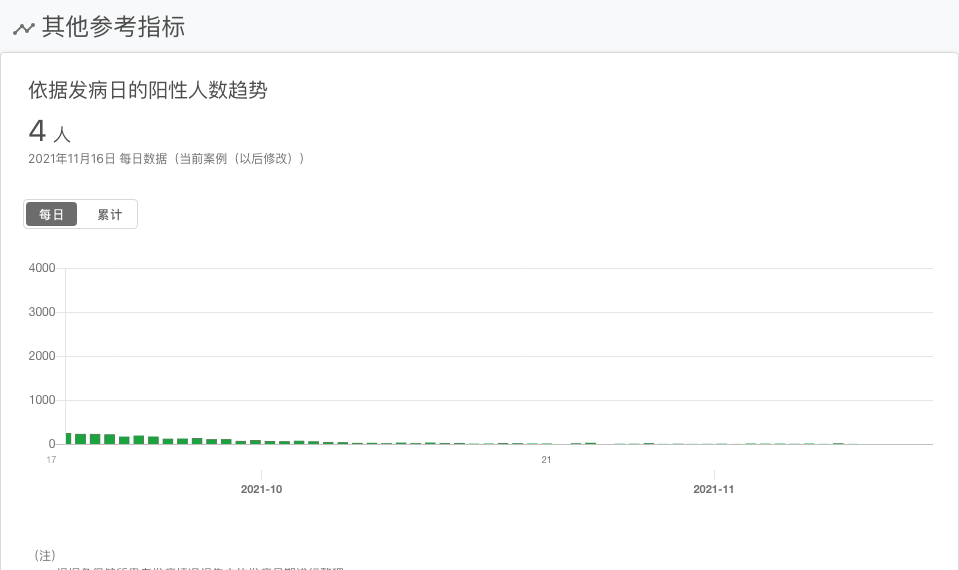 其他参考指标
依据发病日的阳性人数趋势
4 人
2021年11月16日 每日数据（当前案例（以后修改））
每日 累计
4000
3000
2000
1000
0
17 21
2021-10 2021-11
（注）